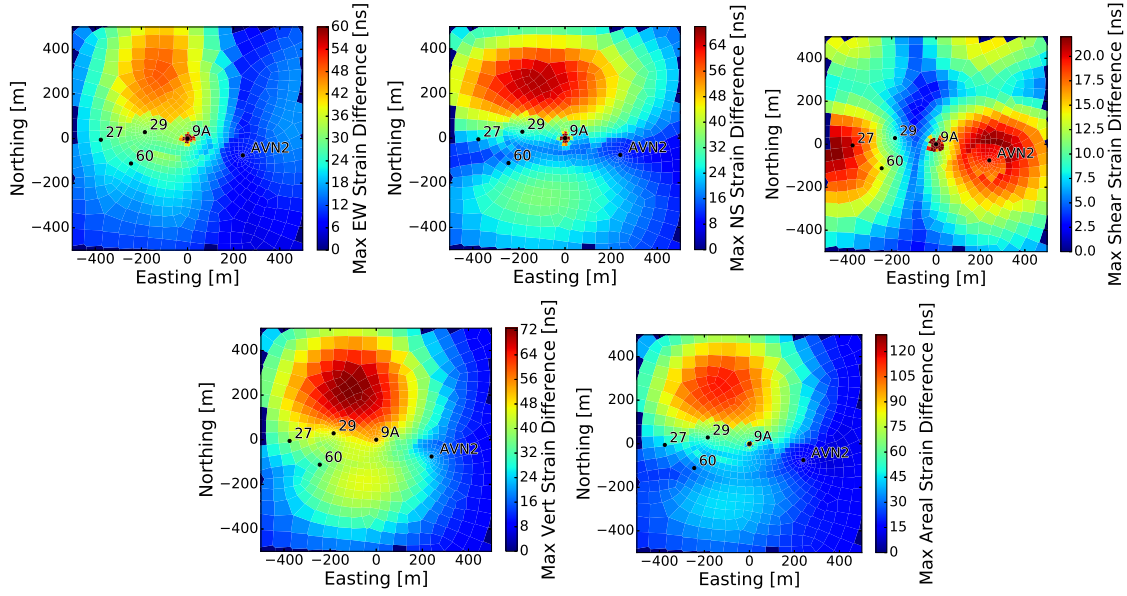 400
200
0
−200
−400
Northing [m]
−400 −200 0 200 400
Easting [m]
27
29
9A
60
AVN2
60
54
48
42
36
30
24
18
12
6
0
Max EW Strain Difference [ns]
400
200
0
−200
−400
Northing [m]
−400 −200 0 200 400
Easting [m]
27
29
9A
60
AVN2
64
56
48
40
32
24
16
8
0
Max NS Strain Difference [ns]
400
200
0
−200
−400
Northing [m]
−400 −200 0 200 400
Easting [m]
27
29
9A
60
AVN2
20.0
17.5
15.0
12.5
10.0
7.5
5.0
2.5
0.0
Max Shear Strain Difference [ns]
400
200
0
−200
−400
Northing [m]
−400 −200 0 200 400
Easting [m]
27
29
9A
60
AVN2
72
64
56
48
40
32
24
16
8
0
Max Vert Strain Difference [ns]
400
200
0
−200
−400
Northing [m]
−400 −200 0 200 400
Easting [m]
27
29
9A
60
AVN2
120
105
90
75
60
45
30
15
0
Max Areal Strain Difference [ns]